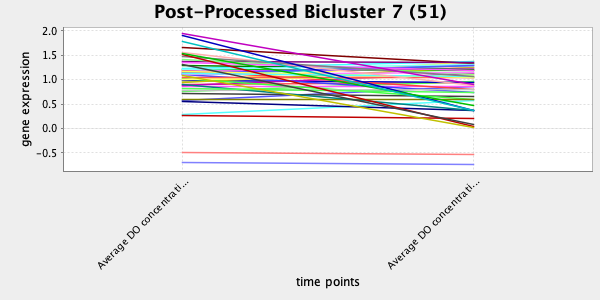 Post-Processed Bicluster 7 (51)
gene expression
2.0
1.5
1.0
0.5
0.0
-0.5
Average DO concentrati...
Average DO concentrati...
time points